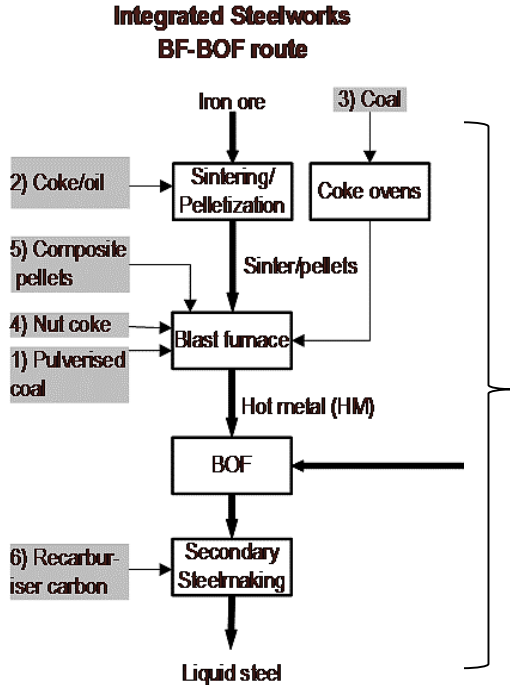 Integrated Steelworks
BF-BOF route
Iron ore
3) Coal
2) Coke/oil
Sintering/
Pelletization
Coke ovens
5) Composite
pellets
Sinter/pellets
4) Nut coke
1) Pulverised
coal
Blast furnace
Hot metal (HM)
BOF
6) Recarbur-
iser carbon
Secondary
Steelmaking
Liquid steel